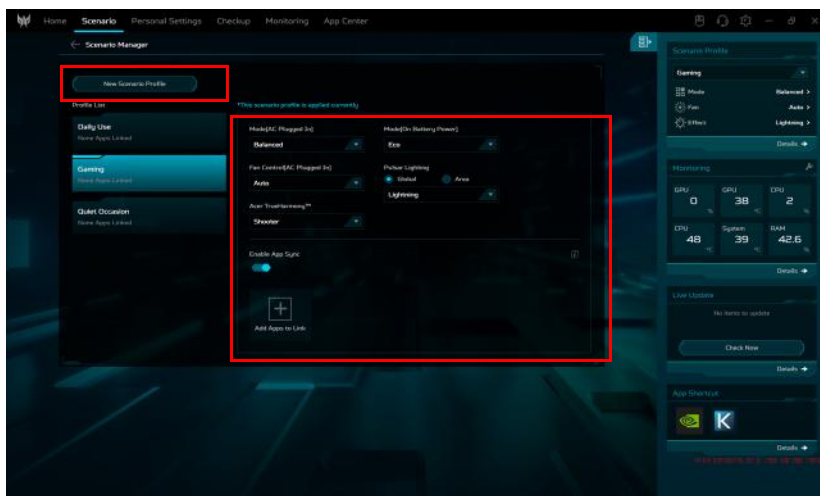 Home Scenario Personal Settings Checkup Monitoring App Center
Scenario Manager
New Scenario Profile
Profile List
*This scenario profile is applied currently
Daily Use
None Apps Linked
Gaming
None Apps Linked
Quiet Occasion
None Apps Linked
Mode(AC Plugged In)
Balanced
Mode(On Battery Power)
Eco
Fan Control(AC Plugged In)
Auto
Pulsar Lighting
Global Area
Lightning
Acer TrueHarmony™
Shooter
Enable App Sync
Add Apps to Link
Scenario Profile
Gaming
Mode Balanced >
Fan Auto >
Effect Lightning >
Details
Monitoring
GPU
0
%
GPU
38
°C
CPU
2
%
CPU
48
°C
System
39
°C
RAM
42.6
%
Details
Live Update
No items to update
Check Now
Details
App Shortcut
K
Details